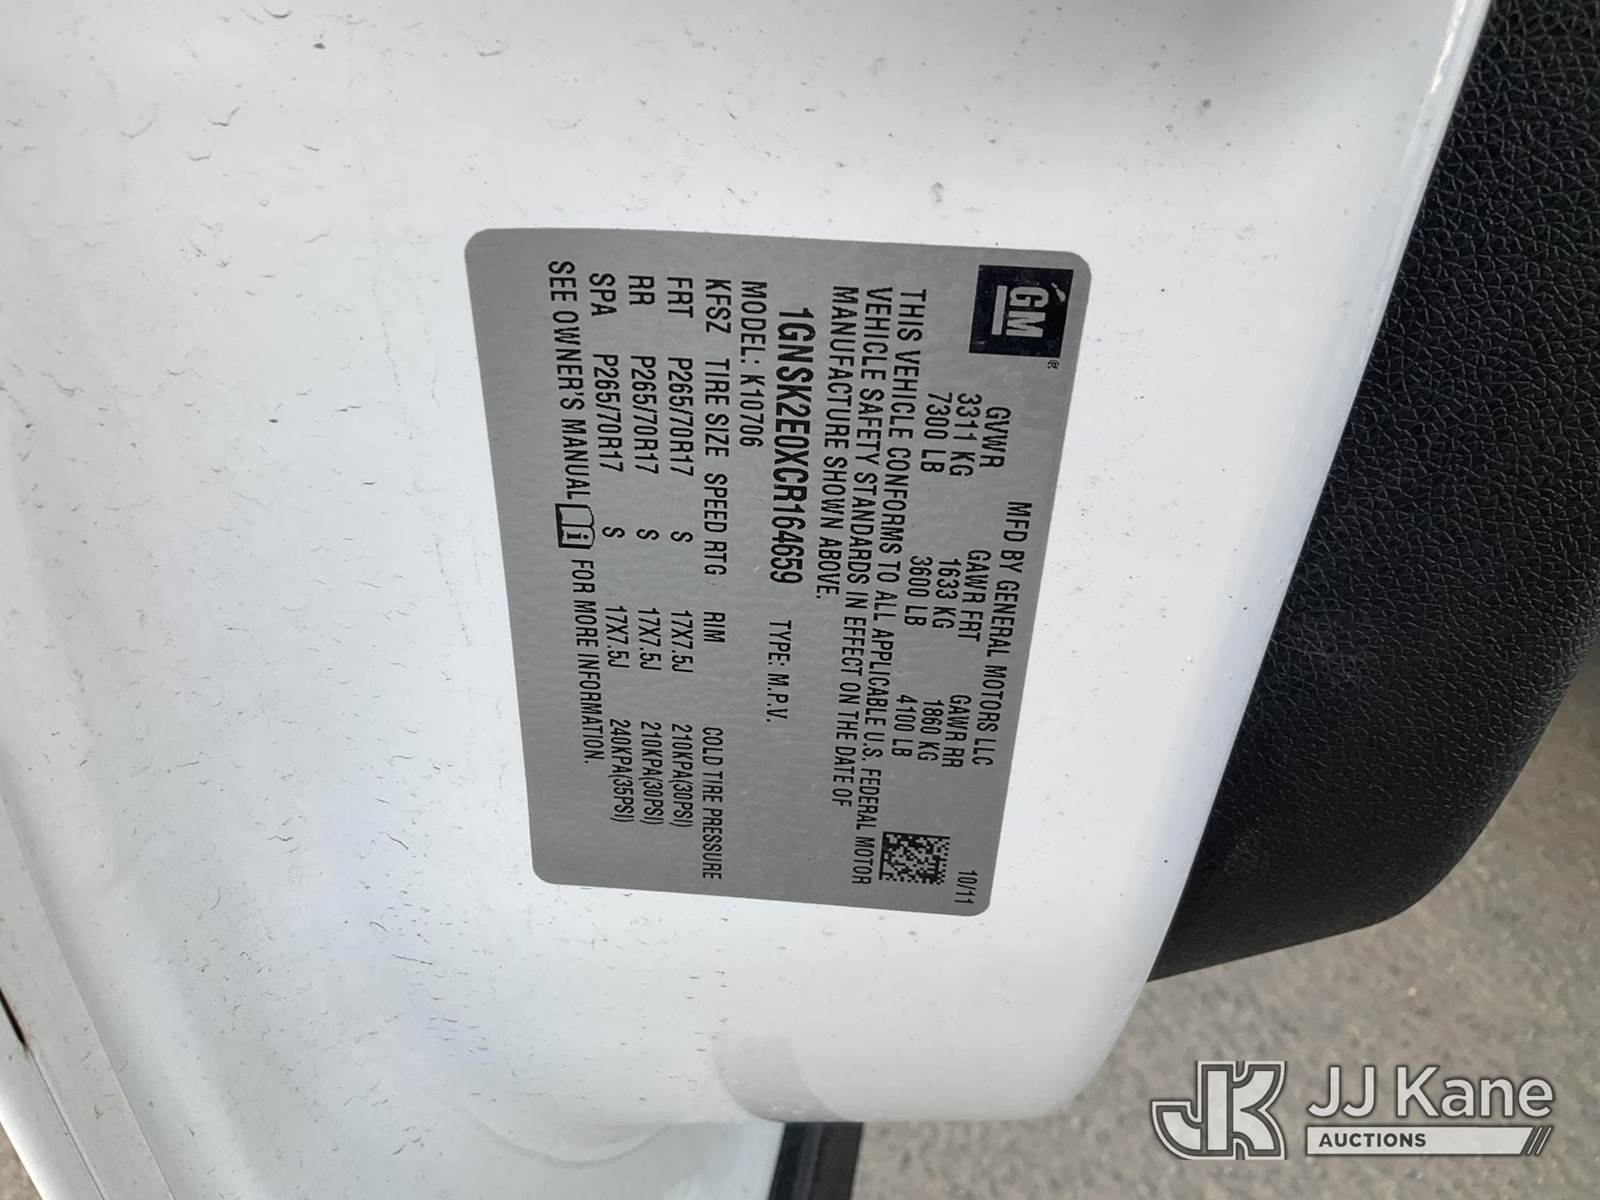 GM®
MFD BY GENERAL MOTORS LLC
10/11
GVWR GAWR FRT GAWR RR
3311 KG 1633 KG 1860 KG
7300 LB 3600 LB 4100 LB
THIS VEHICLE CONFORMS TO ALL APPLICABLE U.S. FEDERAL MOTOR
VEHICLE SAFETY STANDARDS IN EFFECT ON THE DATE OF
MANUFACTURE SHOWN ABOVE.
1GNSK2E0XCR164659 TYPE: M.P.V.
MODEL: K10706
KFSZ TIRE SIZE SPEED RTG RIM COLD TIRE PRESSURE
FRT P265/70R17 S 17X7.5J 210KPA(30PSI)
RR P265/70R17 S 17X7.5J 210KPA(30PSI)
SPA P265/70R17 S 17X7.5J 240KPA(35PSI)
SEE OWNER'S MANUAL i FOR MORE INFORMATION.
JK JJ Kane
AUCTIONS